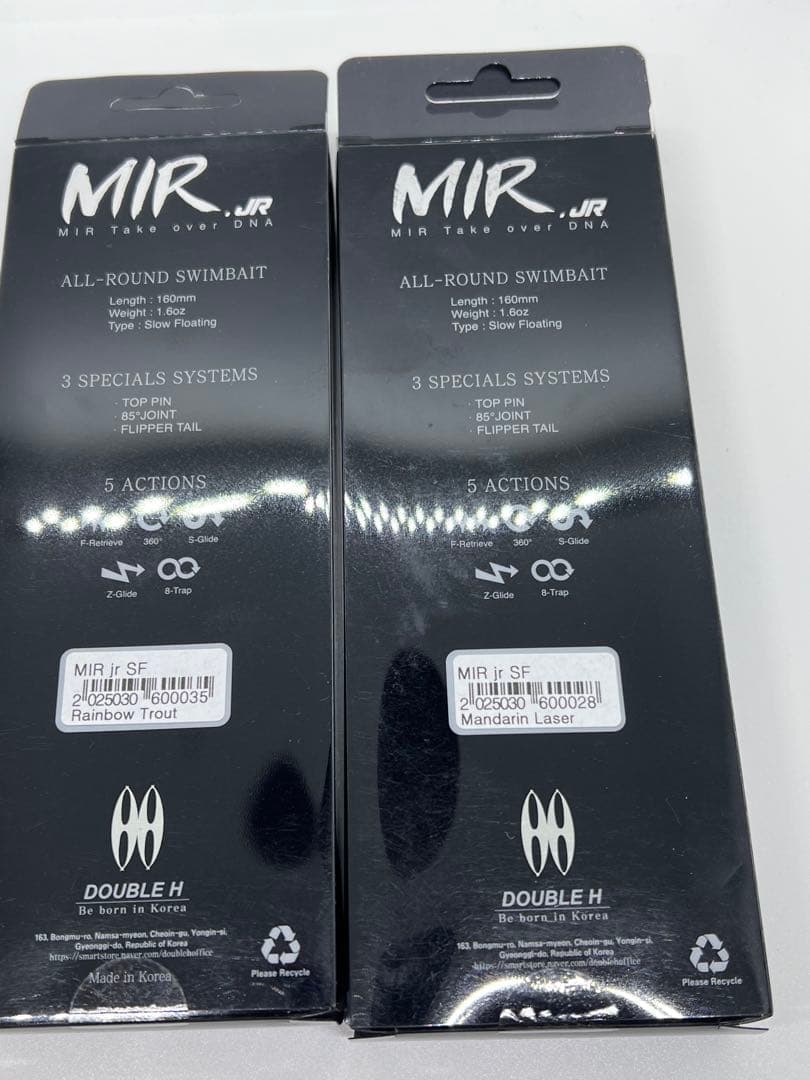 MIR.JR
MIR Take over DNA
ALL-ROUND SWIMBAIT
Length : 160mm
Weight : 1.6oz
Type : Slow Floating
3 SPECIALS SYSTEMS
· TOP PIN
· 85°JOINT
· FLIPPER TAIL
5 ACTIONS
F-Retrieve 360° S-Glide
Z-Glide 8-Trap
MIR jr SF
2 025030 600035
Rainbow Trout
DOUBLE H
Be born in Korea
163, Bongmu-ro, Namsa-myeon, Cheoin-gu, Yongin-si,
Gyeonggi-do, Republic of Korea
https://smartstore.naver.com/doublehoffice
Made in Korea
Please Recycle
MIR.JR
MIR Take over DNA
ALL-ROUND SWIMBAIT
Length : 160mm
Weight : 1.6oz
Type : Slow Floating
3 SPECIALS SYSTEMS
· TOP PIN
· 85°JOINT
· FLIPPER TAIL
5 ACTIONS
F-Retrieve 360° S-Glide
Z-Glide 8-Trap
MIR jr SF
2 025030 600028
Mandarin Laser
DOUBLE H
Be born in Korea
163, Bongmu-ro, Namsa-myeon, Cheoin-gu, Yongin-si,
Gyeonggi-do, Republic of Korea
https://smartstore.naver.com/doublehoffice
Please Recycle